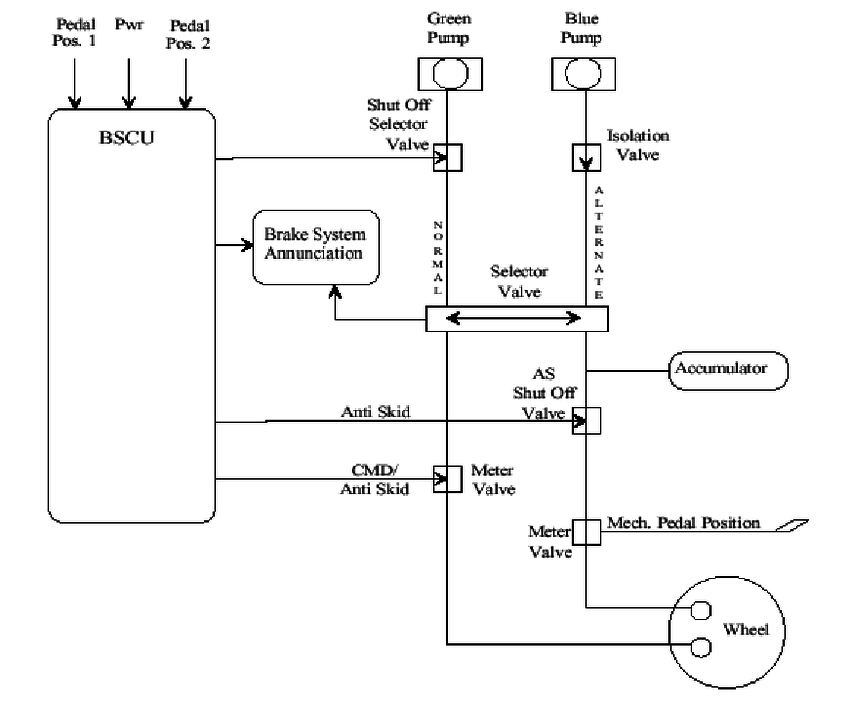 Pedal
Pos. 1
Pwr
Pedal
Pos. 2
Green
Pump
Blue
Pump
BSCU
Shut Off
Selector
Valve
Isolation
Valve
NORMAL
ALTERNATE
Brake System
Annunciation
Selector
Valve
Accumulator
AS
Shut Off
Valve
Anti Skid
CMD/
Anti Skid
Meter
Valve
Mech. Pedal Position
Meter
Valve
Wheel